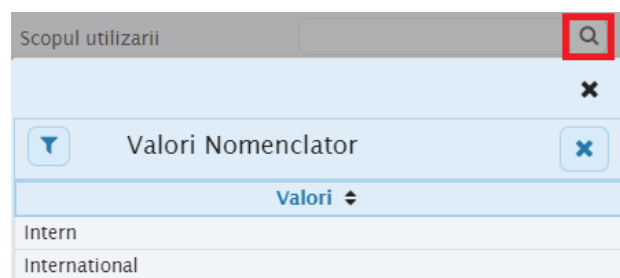 Scopul utilizarii
Valori Nomenclator
Valori
Intern
International